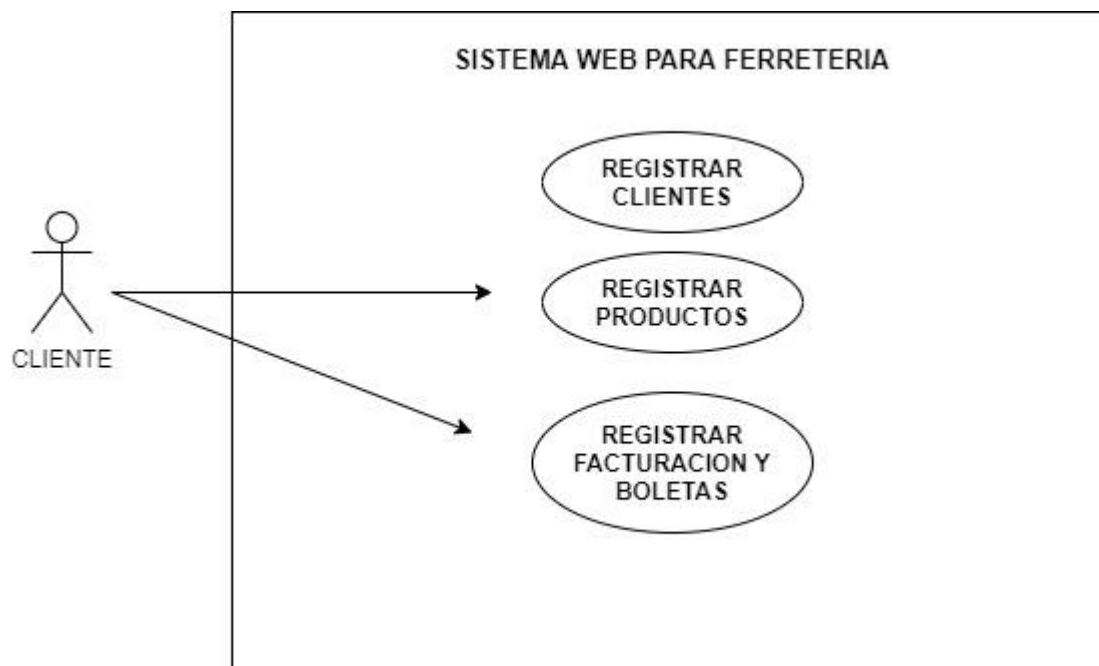 SISTEMA WEB PARA FERRETERIA
REGISTRAR
CLIENTES
REGISTRAR
PRODUCTOS
CLIENTE
REGISTRAR
FACTURACION Y
BOLETAS